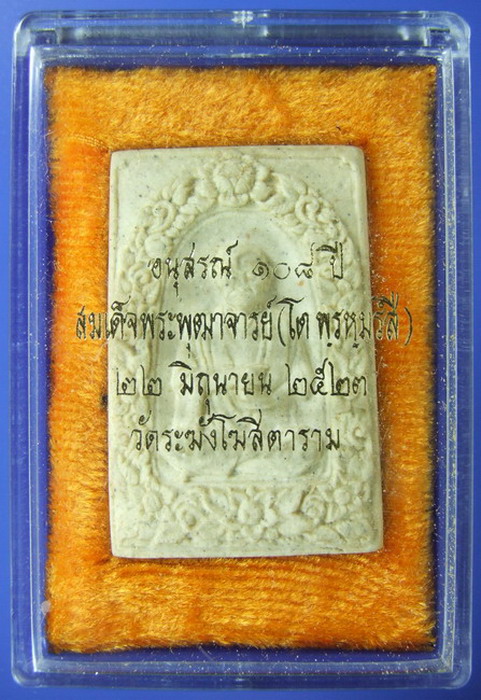 อนุสรณ์ ๑๐๘ ปี
สมเด็จพระพุฒาจารย์(โต พฺรหฺมรํสี)
๒๒ มิถุนายน ๒๕๒๓
วัดระฆังโฆสิตาราม